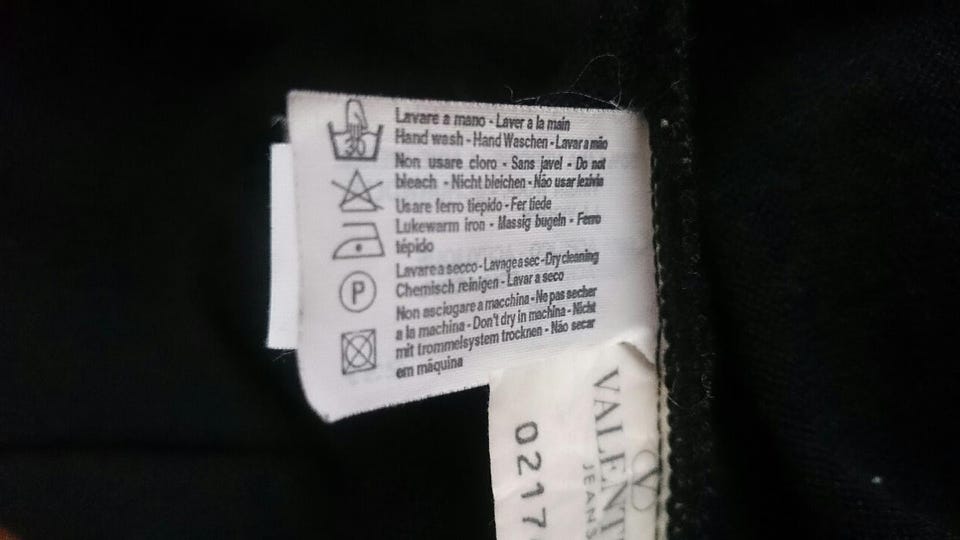 30
Lavare a mano - Laver a la main
Hand wash - Hand Waschen - Lavar a mão
Non usare cloro - Sans javel - Do not
bleach - Nicht bleichen - Não usar lexivia
Usare ferro tiepido - Fer tiede
Lukewarm iron - Massig bugeln - Ferro
tépido
P
Lavare a secco - Lavage a sec - Dry cleaning
Chemisch reinigen - Lavar a seco
Non asciugare a macchina - No pas secher
a la machina - Don't dry in machina - Nicht
mit trommelsystem trocknen - Não secar
em máquina
VALENT
JEANS
0217